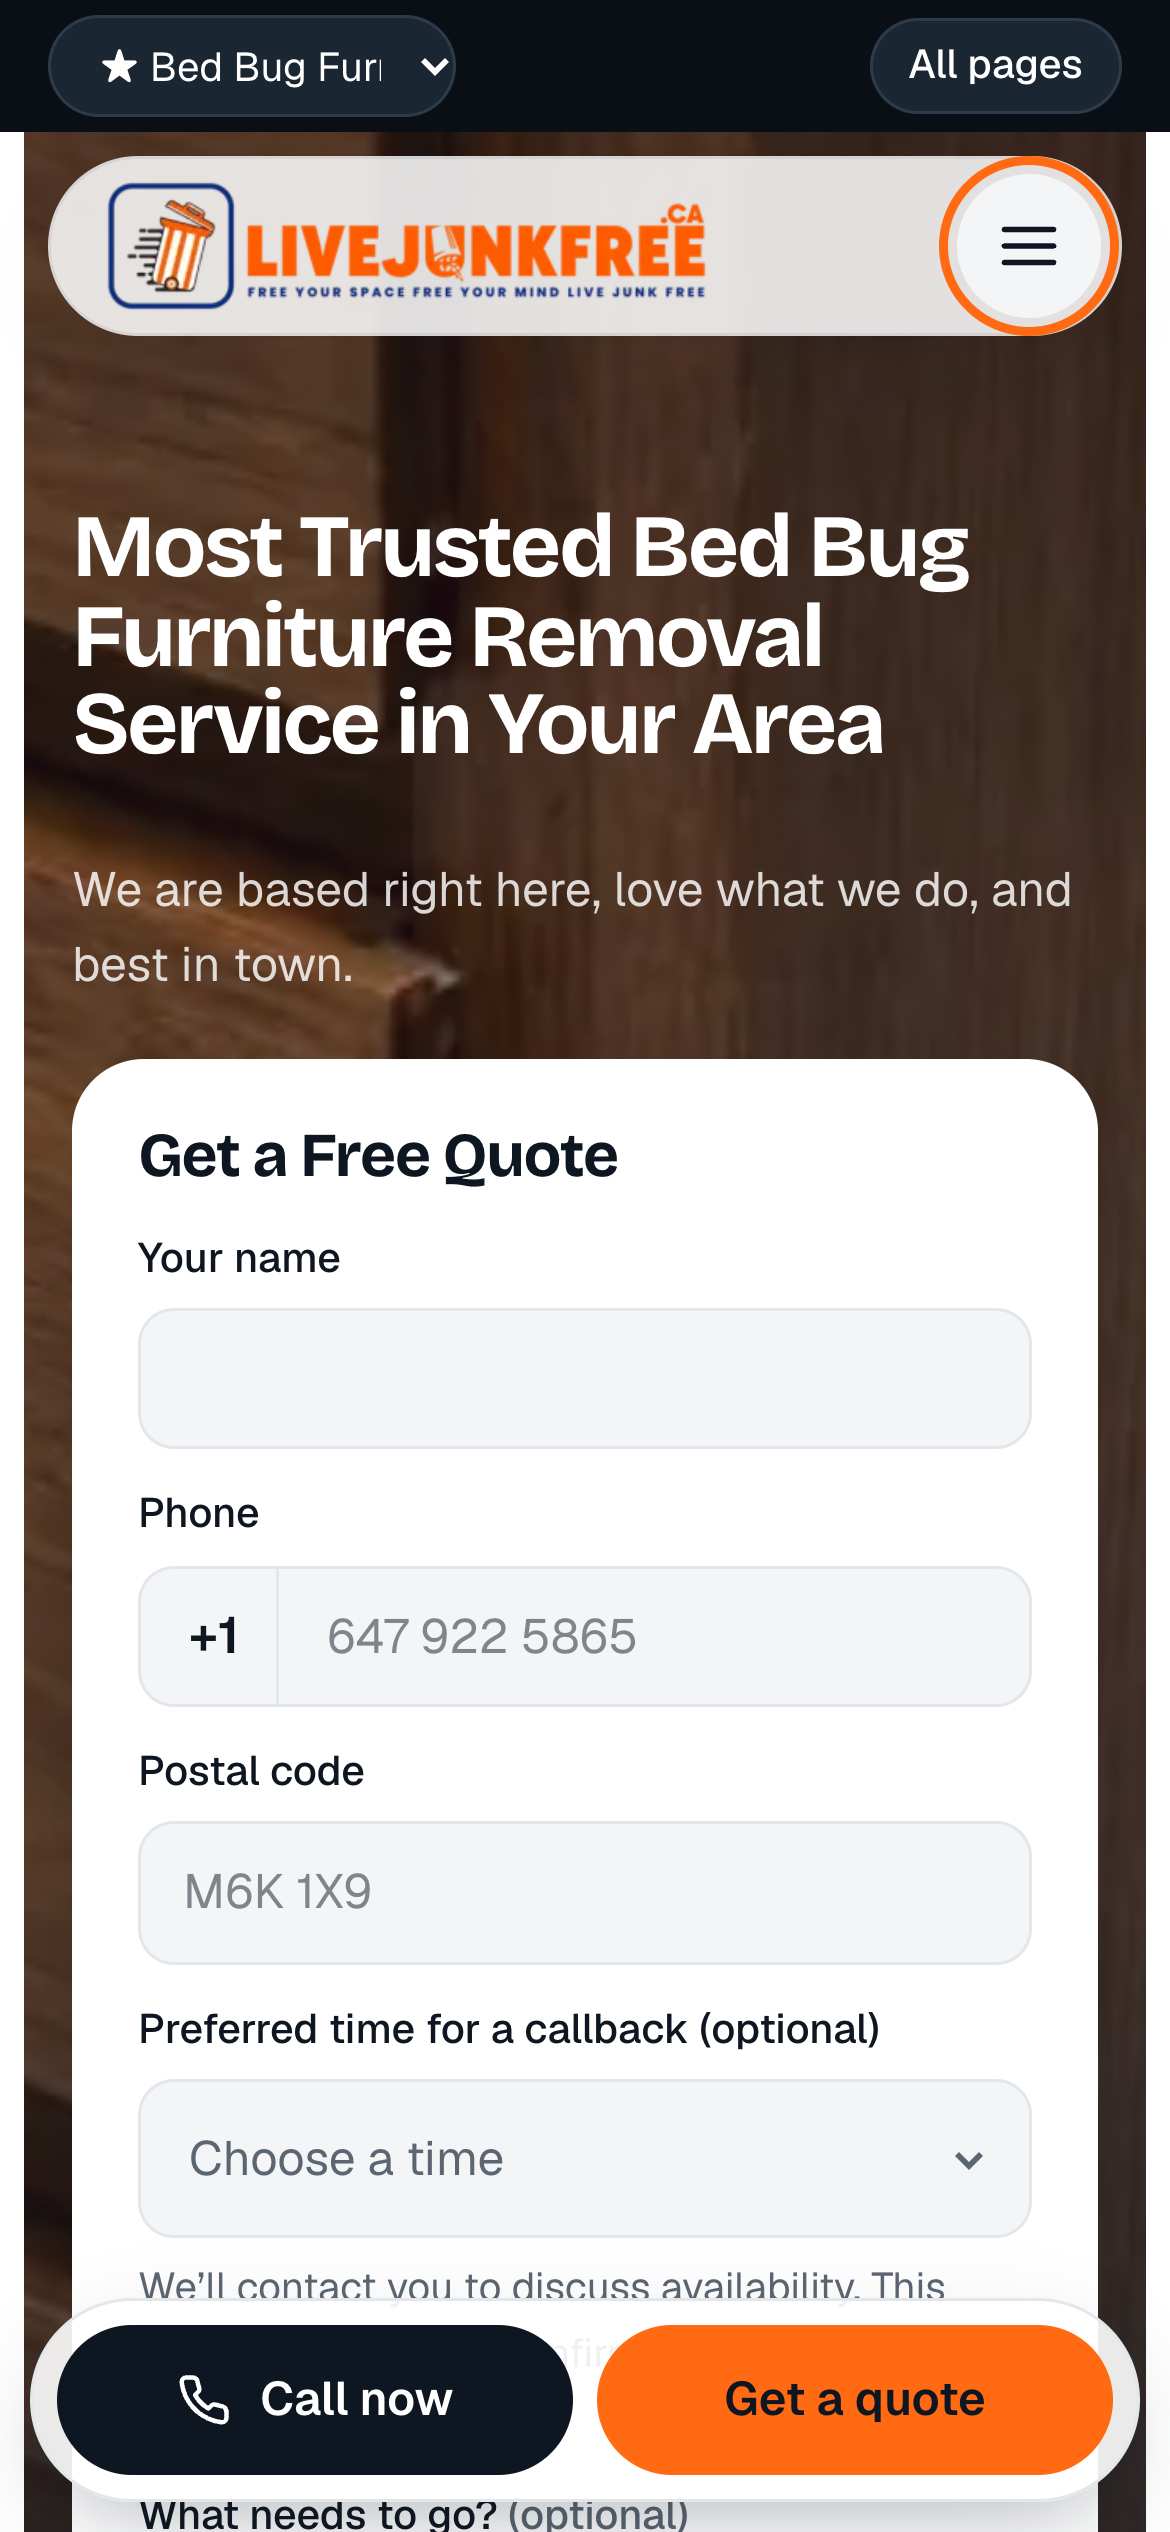 ★ Bed Bug Furn
All pages
.CA
LIVEJUNKFREE
FREE YOUR SPACE FREE YOUR MIND LIVE JUNK FREE
Most Trusted Bed Bug
Furniture Removal
Service in Your Area
We are based right here, love what we do, and
best in town.
Get a Free Quote
Your name
Phone
+1
647 922 5865
Postal code
M6K 1X9
Preferred time for a callback (optional)
Choose a time
We’ll contact you to discuss availability. This
Call now
Get a quote
What needs to go? (optional)